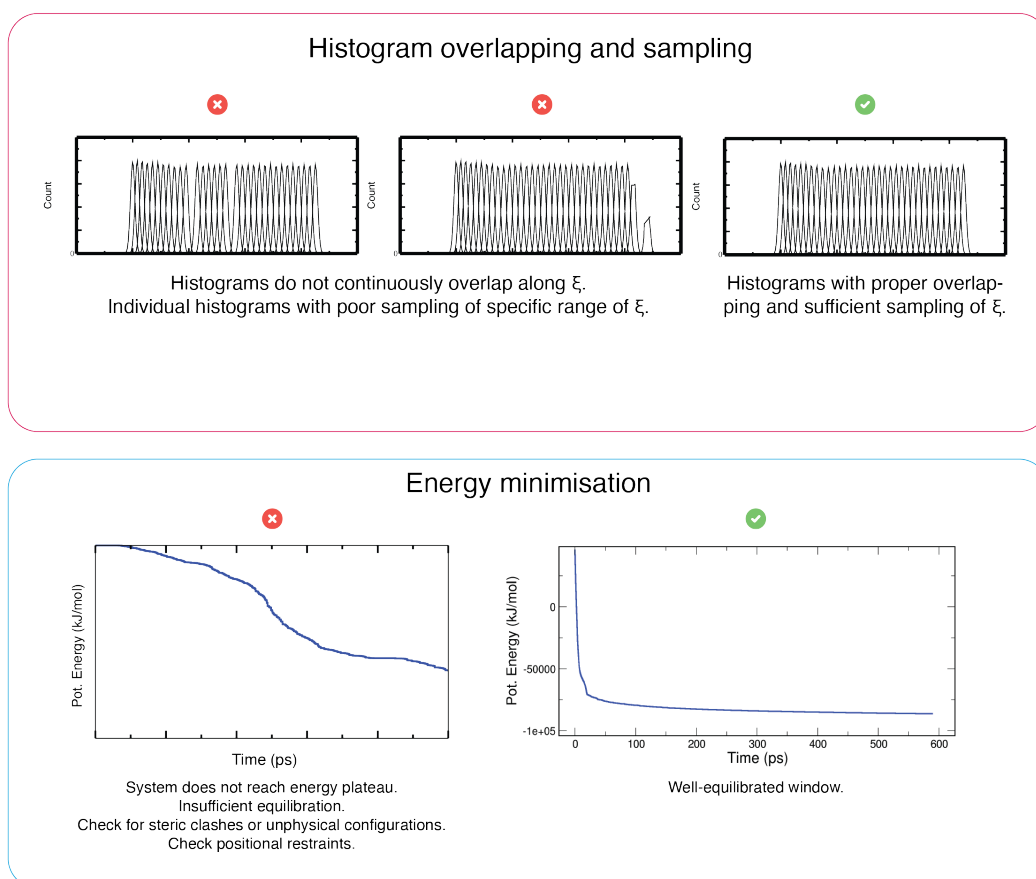 Histogram overlapping and sampling
Count
0
Count
0
Count
0
Histograms do not continuously overlap along ξ.
Individual histograms with poor sampling of specific range of ξ.
Histograms with proper overlap-
ping and sufficient sampling of ξ.
Energy minimisation
Pot. Energy (kJ/mol)
Time (ps)
System does not reach energy plateau.
Insufficient equilibration.
Check for steric clashes or unphysical configurations.
Check positional restraints.
Pot. Energy (kJ/mol)
0
-50000
-1e+05
0 100 200 300 400 500 600
Time (ps)
Well-equilibrated window.